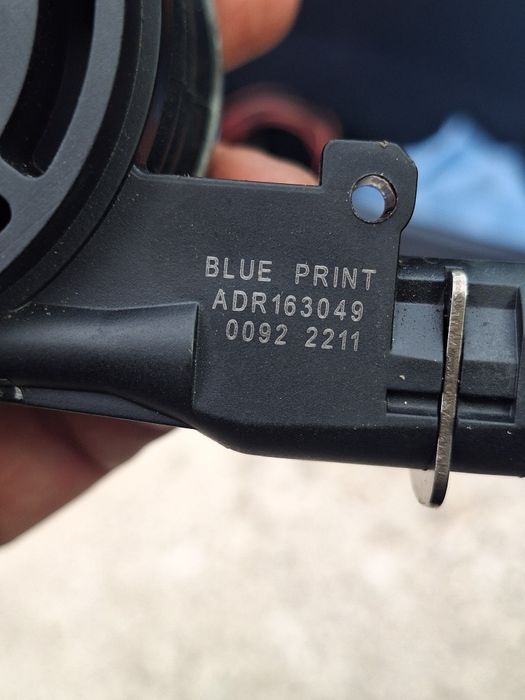 BLUE PRINT
ADR163049
0092 2211